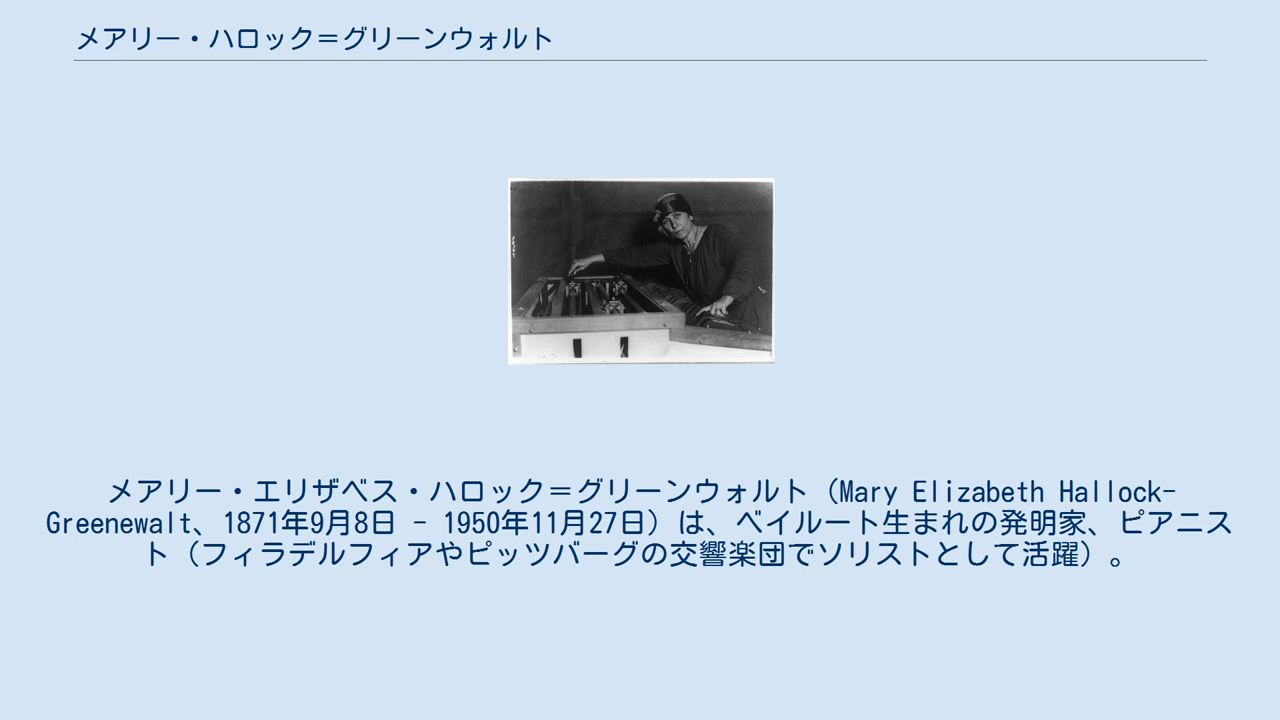 メアリー・ハロック＝グリーンウォルト
メアリー・エリザベス・ハロック＝グリーンウォルト（Mary Elizabeth Hallock-
Greenewalt、1871年9月8日 - 1950年11月27日）は、ベイルート生まれの発明家、ピアニス
ト（フィラデルフィアやピッツバーグの交響楽団でソリストとして活躍）。